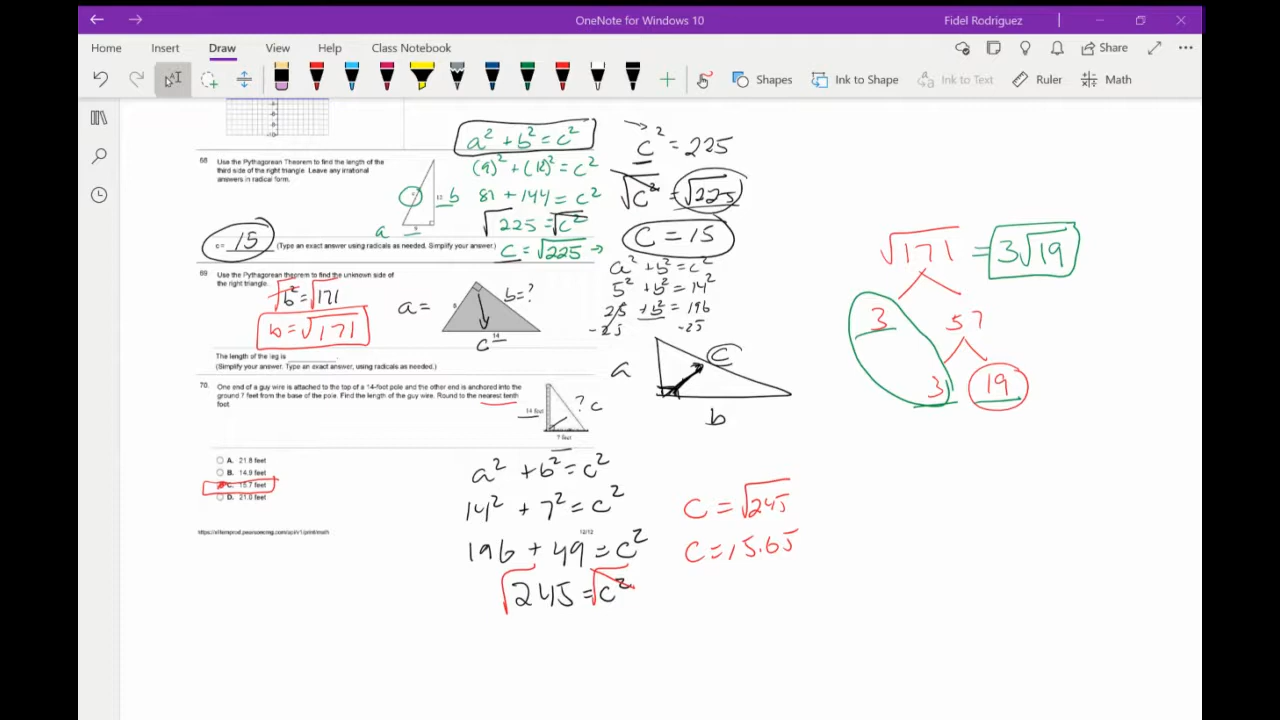 OneNote for Windows 10
Fidel Rodriguez
Home Insert Draw View Help Class Notebook
Share
Shapes Ink to Shape Ink to Text Ruler Math
68
Use the Pythagorean Theorem to find the length of the
third side of the right triangle. Leave any irrational
answers in radical form.
12 b
a 9
c= 15 (Type an exact answer using radicals as needed. Simplify your answer.)
a² + b² = c²
(9)² + (12)² = c²
81 + 144 = c²
√225 = √c²
c = √225 →
→ c² = 225
√c² = √225
C = 15
69
Use the Pythagorean theorem to find the unknown side of
the right triangle.
√b² = √171
b = √171
a =
b = ?
14
c
The length of the leg is
(Simplify your answer. Type an exact answer, using radicals as needed.)
a² + b² = c²
5² + b² = 14²
25 + b² = 196
-25 -25
a
C
b
√171 = 3√19
3 57
3 19
70.
One end of a guy wire is attached to the top of a 14-foot pole and the other end is anchored into the
ground 7 feet from the base of the pole. Find the length of the guy wire. Round to the nearest tenth
foot.
14 feet
? c
7 feet
A. 21.8 feet
B. 14.9 feet
C. 15.7 feet
D. 21.0 feet
a² + b² = c²
14² + 7² = c²
196 + 49 = c²
√245 = √c²
C = √245
C = 15.65
12/12